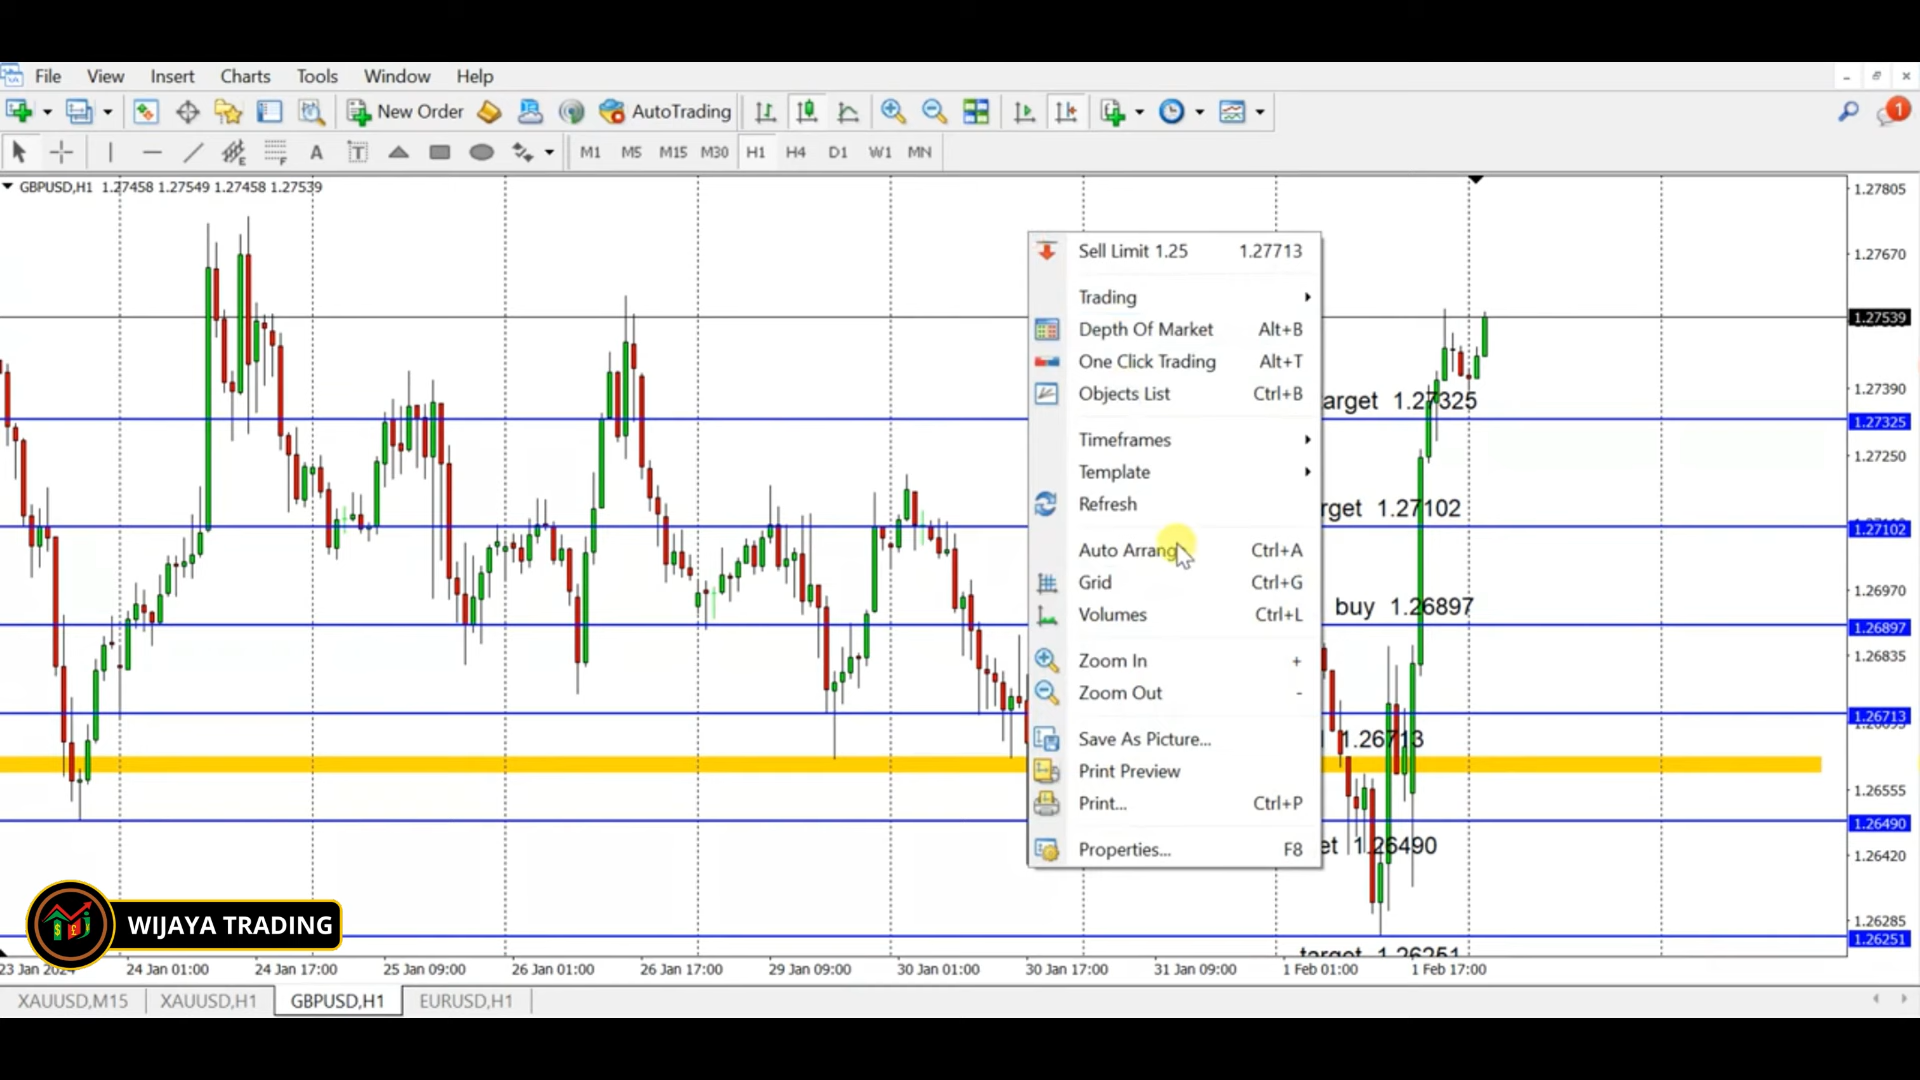 File View Insert Charts Tools Window Help
New Order AutoTrading 1
A T M1 M5 M15 M30 H1 H4 D1 W1 MN
GBPUSD,H1 1.27458 1.27549 1.27458 1.27539
1.27805
1.27670
1.27539
1.27390
1.27325
1.27250
1.27102
1.26970
1.26897
1.26835
1.26713
1.26555
1.26490
1.26420
1.26285
1.26251
Sell Limit 1.25 1.27713
Trading
Depth Of Market Alt+B
One Click Trading Alt+T
Objects List Ctrl+B
Timeframes
Template
Refresh
Auto Arrang Ctrl+A
Grid Ctrl+G
Volumes Ctrl+L
Zoom In +
Zoom Out -
Save As Picture...
Print Preview
Print... Ctrl+P
Properties... F8
arget 1.27325
rget 1.27102
buy 1.26897
1.26713
et 1.26490
target 1.26251
WIJAYA TRADING
23 Jan 2024 24 Jan 01:00 24 Jan 17:00 25 Jan 09:00 26 Jan 01:00 26 Jan 17:00 29 Jan 09:00 30 Jan 01:00 30 Jan 17:00 31 Jan 09:00 1 Feb 01:00 1 Feb 17:00
XAUUSD,M15 XAUUSD,H1 GBPUSD,H1 EURUSD,H1